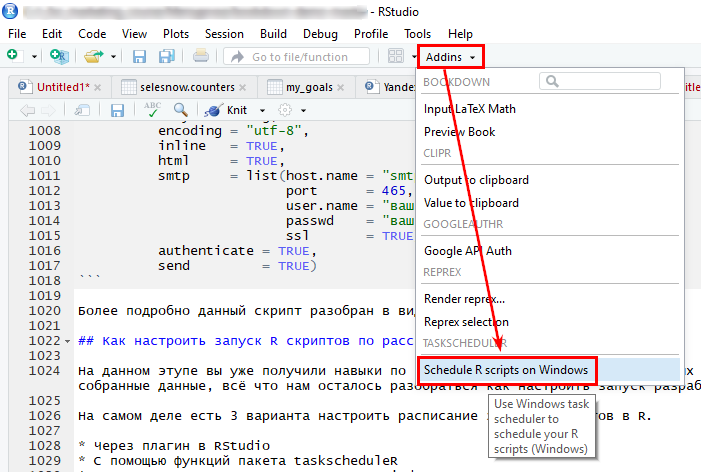 - RStudio
File Edit Code View Plots Session Build Debug Profile Tools Help
Go to file/function Addins
Untitled1* selesnow.counters my_goals Yandex
Knit
1008 encoding = "utf-8",
1009 inline = TRUE,
1010 html = TRUE,
1011 smtp = list(host.name = "smt
1012 port = 465,
1013 user.name = "ваш
1014 passwd = "ваш
1015 ssl = TRUE
1016 authenticate = TRUE,
1017 send = TRUE)
1018 ```
1019
1020 Более подробно данный скрипт разобран в
1021
1022 ## Как настроить запуск R скриптов по расс
1023
1024 На данном этупе вы уже получили навыки по
собранные данные, всё что нам осталось разобраться как настроить запуск разраб
1025
1026 На самом деле есть 3 варианта настроить расписание в R.
1027
1028 * Через плагин в RStudio
1029 * С помощью функций пакета taskscheduleR
BOOKDOWN
Input LaTeX Math
Preview Book
CLIPR
Output to clipboard
Value to clipboard
GOOGLEAUTHR
Google API Auth
REPREX
Render reprex...
Reprex selection
TASKSCHEDULER
Schedule R scripts on Windows
Use Windows task
scheduler to
schedule your R
scripts (Windows)